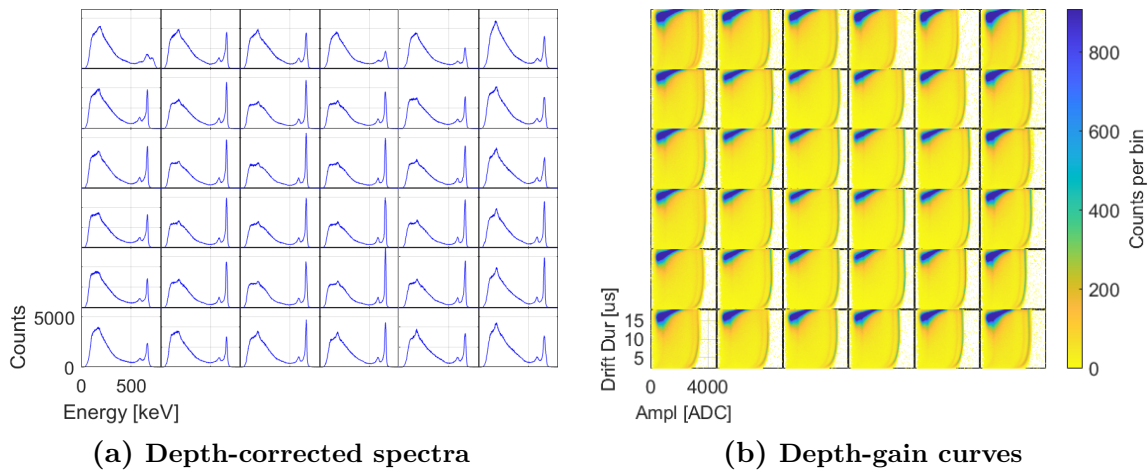 Counts
5000
0
0 500
Energy [keV]
(a) Depth-corrected spectra
Drift Dur [us]
15
10
5
0 4000
Ampl [ADC]
800
600
400
200
0
Counts per bin
(b) Depth-gain curves